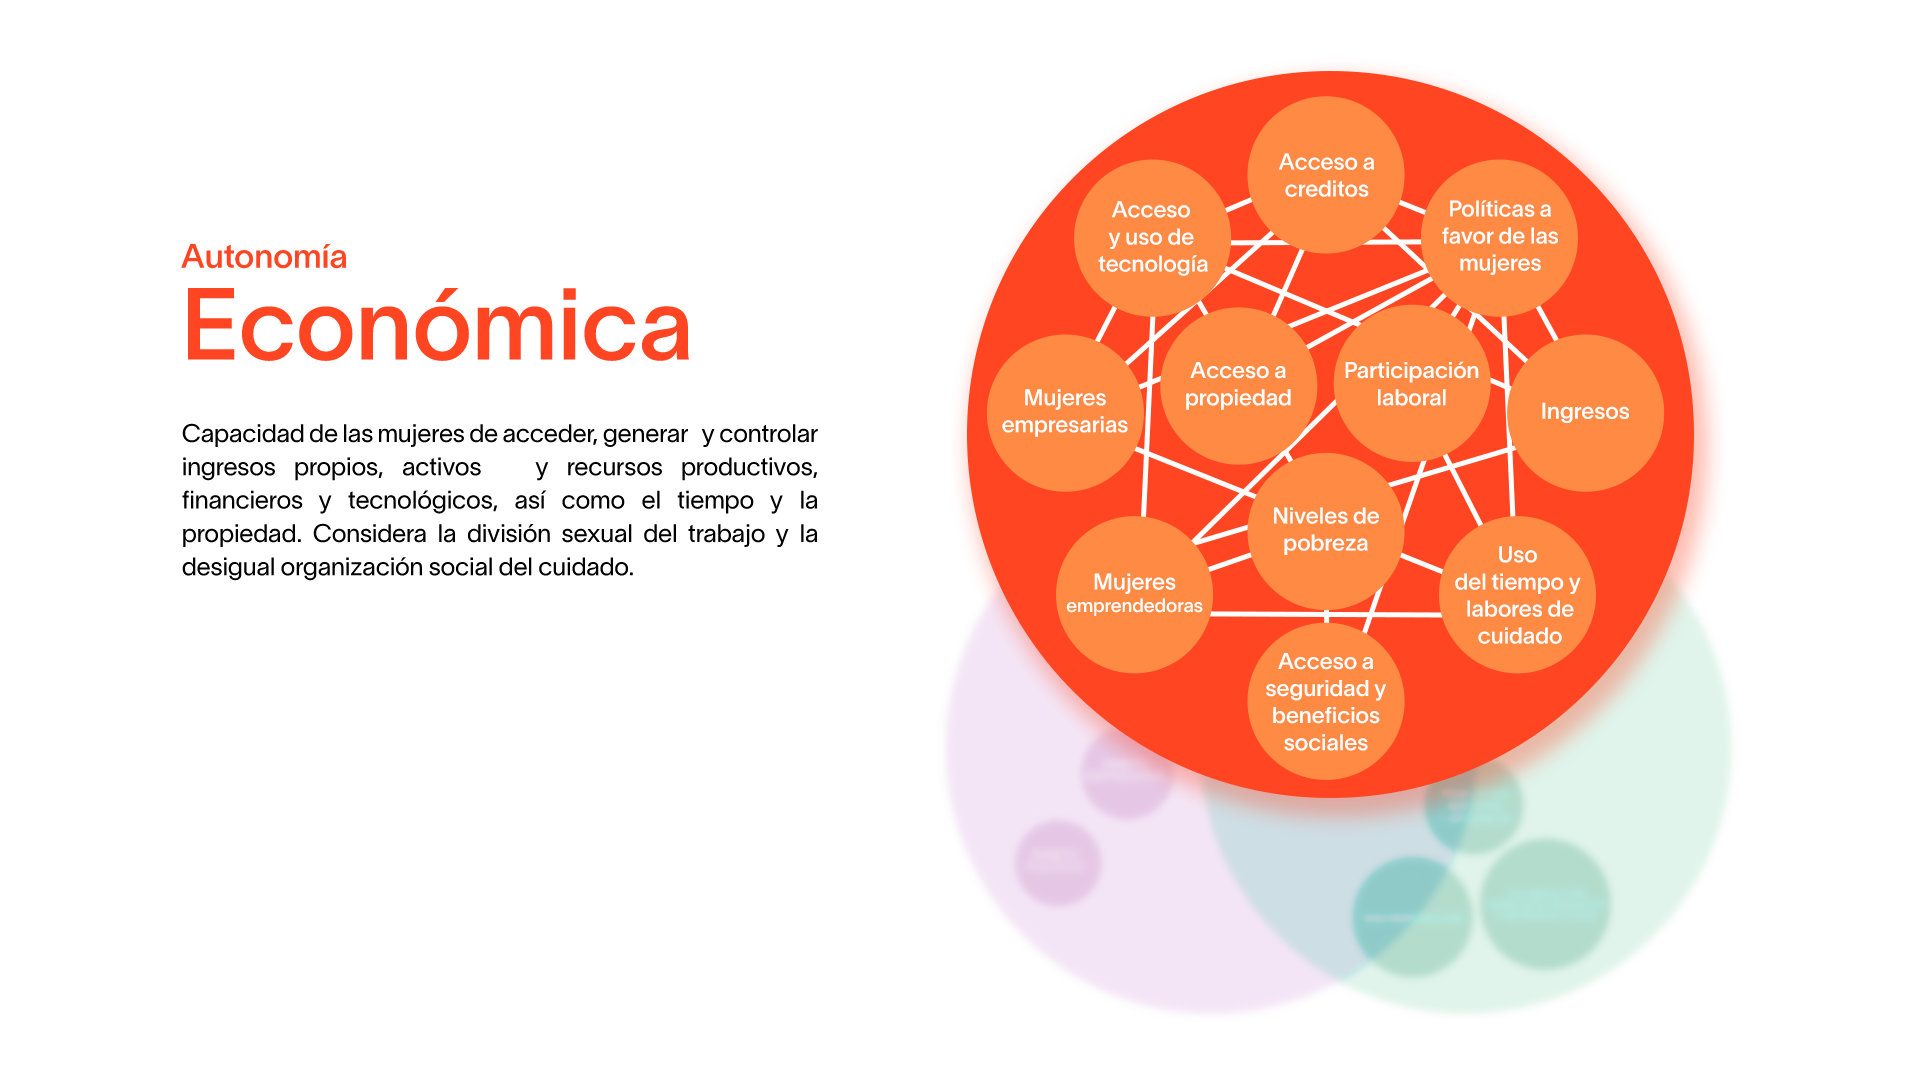 Autonomía
Económica
Capacidad de las mujeres de acceder, generar y controlar
ingresos propios, activos y recursos productivos,
financieros y tecnológicos, así como el tiempo y la
propiedad. Considera la división sexual del trabajo y la
desigual organización social del cuidado.
Acceso a
creditos
Acceso
y uso de
tecnología
Políticas a
favor de las
mujeres
Mujeres
empresarias
Acceso a
propiedad
Participación
laboral
Ingresos
Niveles de
pobreza
Mujeres
emprendedoras
Uso
del tiempo y
labores de
cuidado
Acceso a
seguridad y
beneficios
sociales